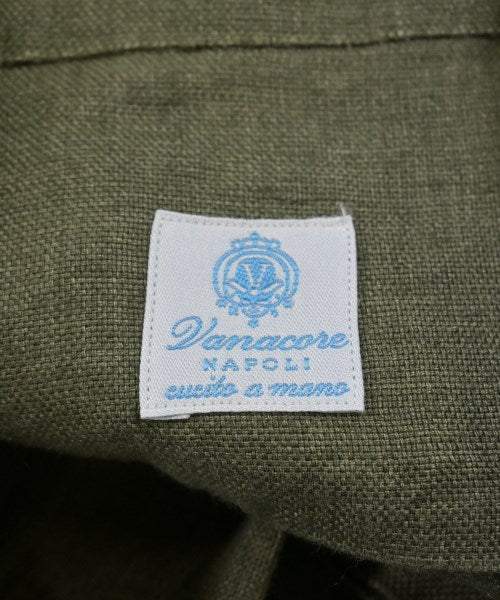 Vanacore
NAPOLI
cucito a mano